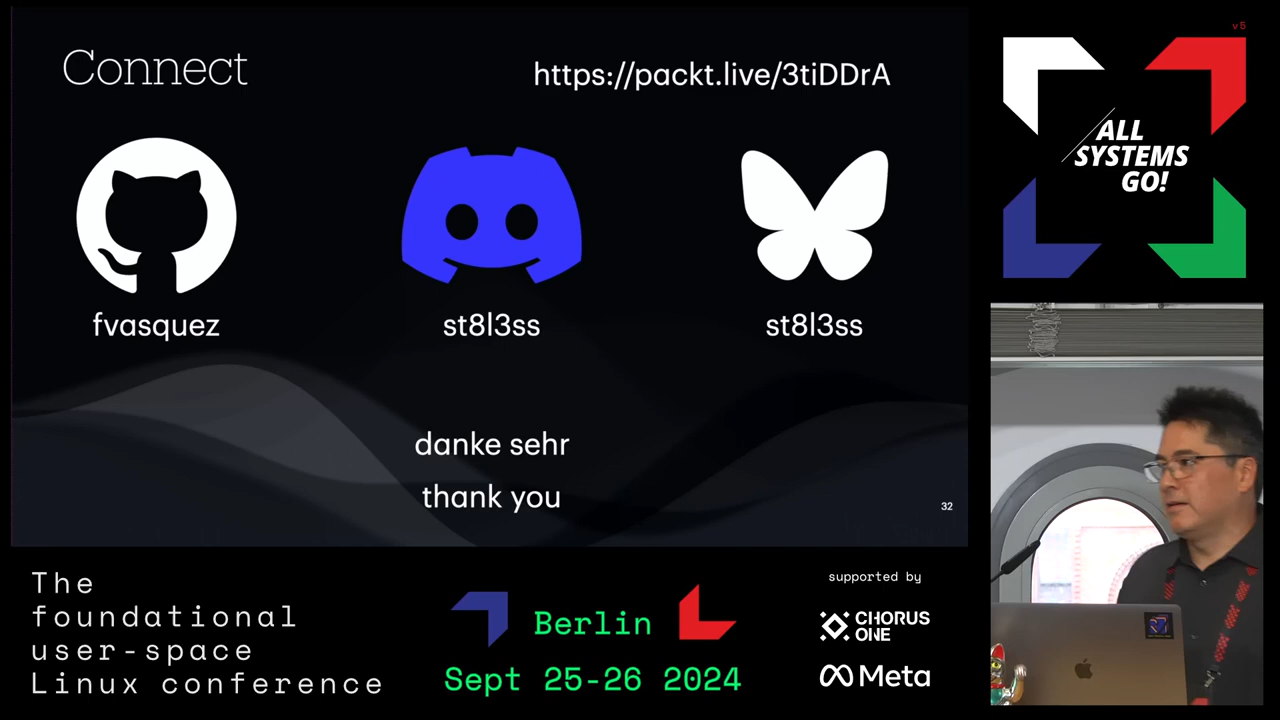 Connect
https://packt.live/3tiDDrA
fvasquez
st8l3ss
st8l3ss
danke sehr
thank you
32
v5
ALL
SYSTEMS
GO!
The
foundational
user-space
Linux conference
Berlin
Sept 25-26 2024
supported by
CHORUS
ONE
Meta